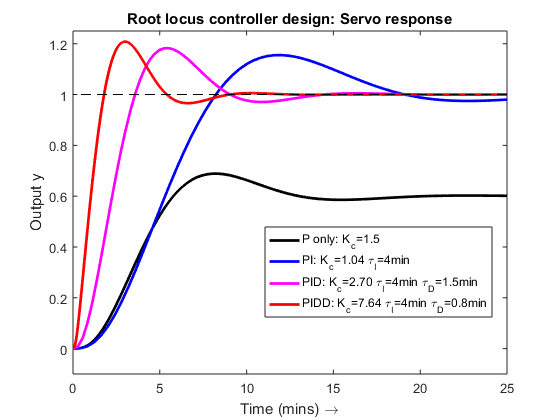 Root locus controller design: Servo response
Output y
1.2
1
0.8
0.6
0.4
0.2
0
P only: K_c=1.5
PI: K_c=1.04 τ_I=4min
PID: K_c=2.70 τ_I=4min τ_D=1.5min
PIDD: K_c=7.64 τ_I=4min τ_D=0.8min
0 5 10 15 20 25
Time (mins) →